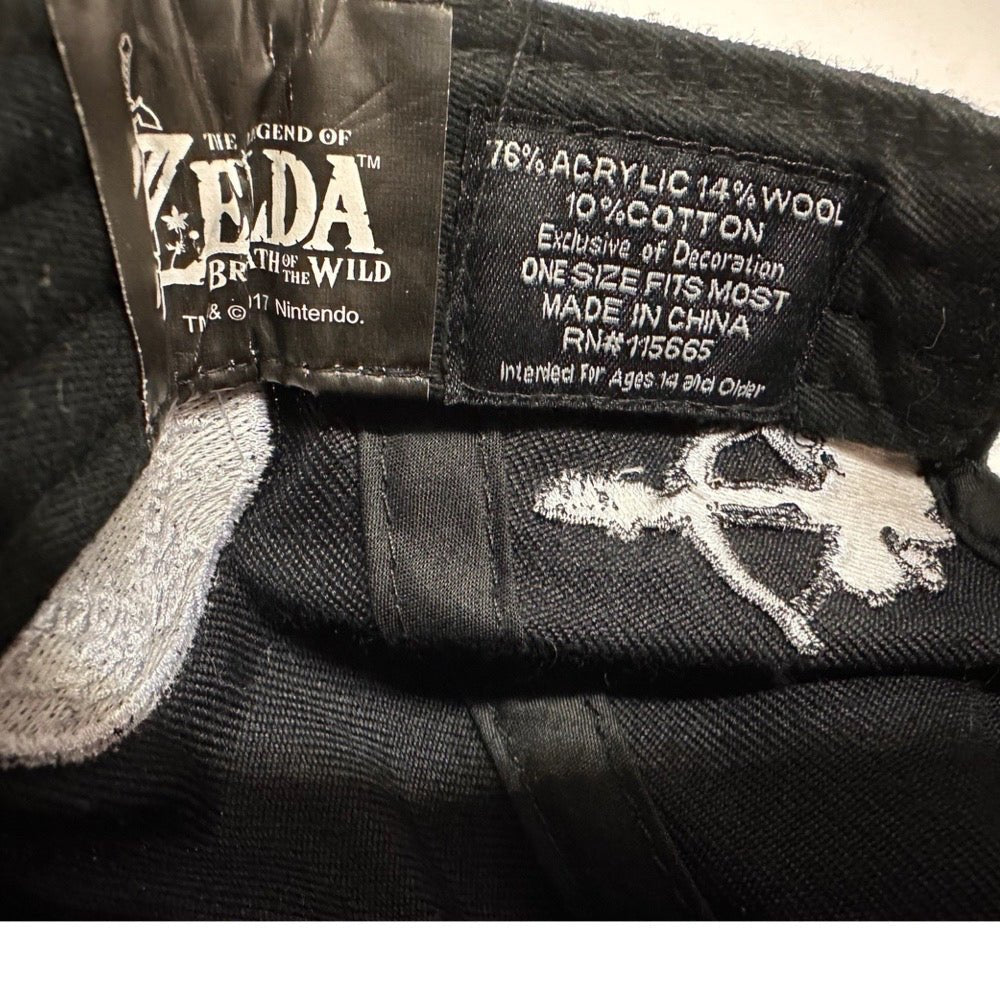 THE LEGEND OF
ZELDA™
BREATH OF THE WILD
TM & © 2017 Nintendo.
76% ACRYLIC 14% WOOL
10% COTTON
Exclusive of Decoration
ONE SIZE FITS MOST
MADE IN CHINA
RN# 115665
Intended For Ages 14 and Older